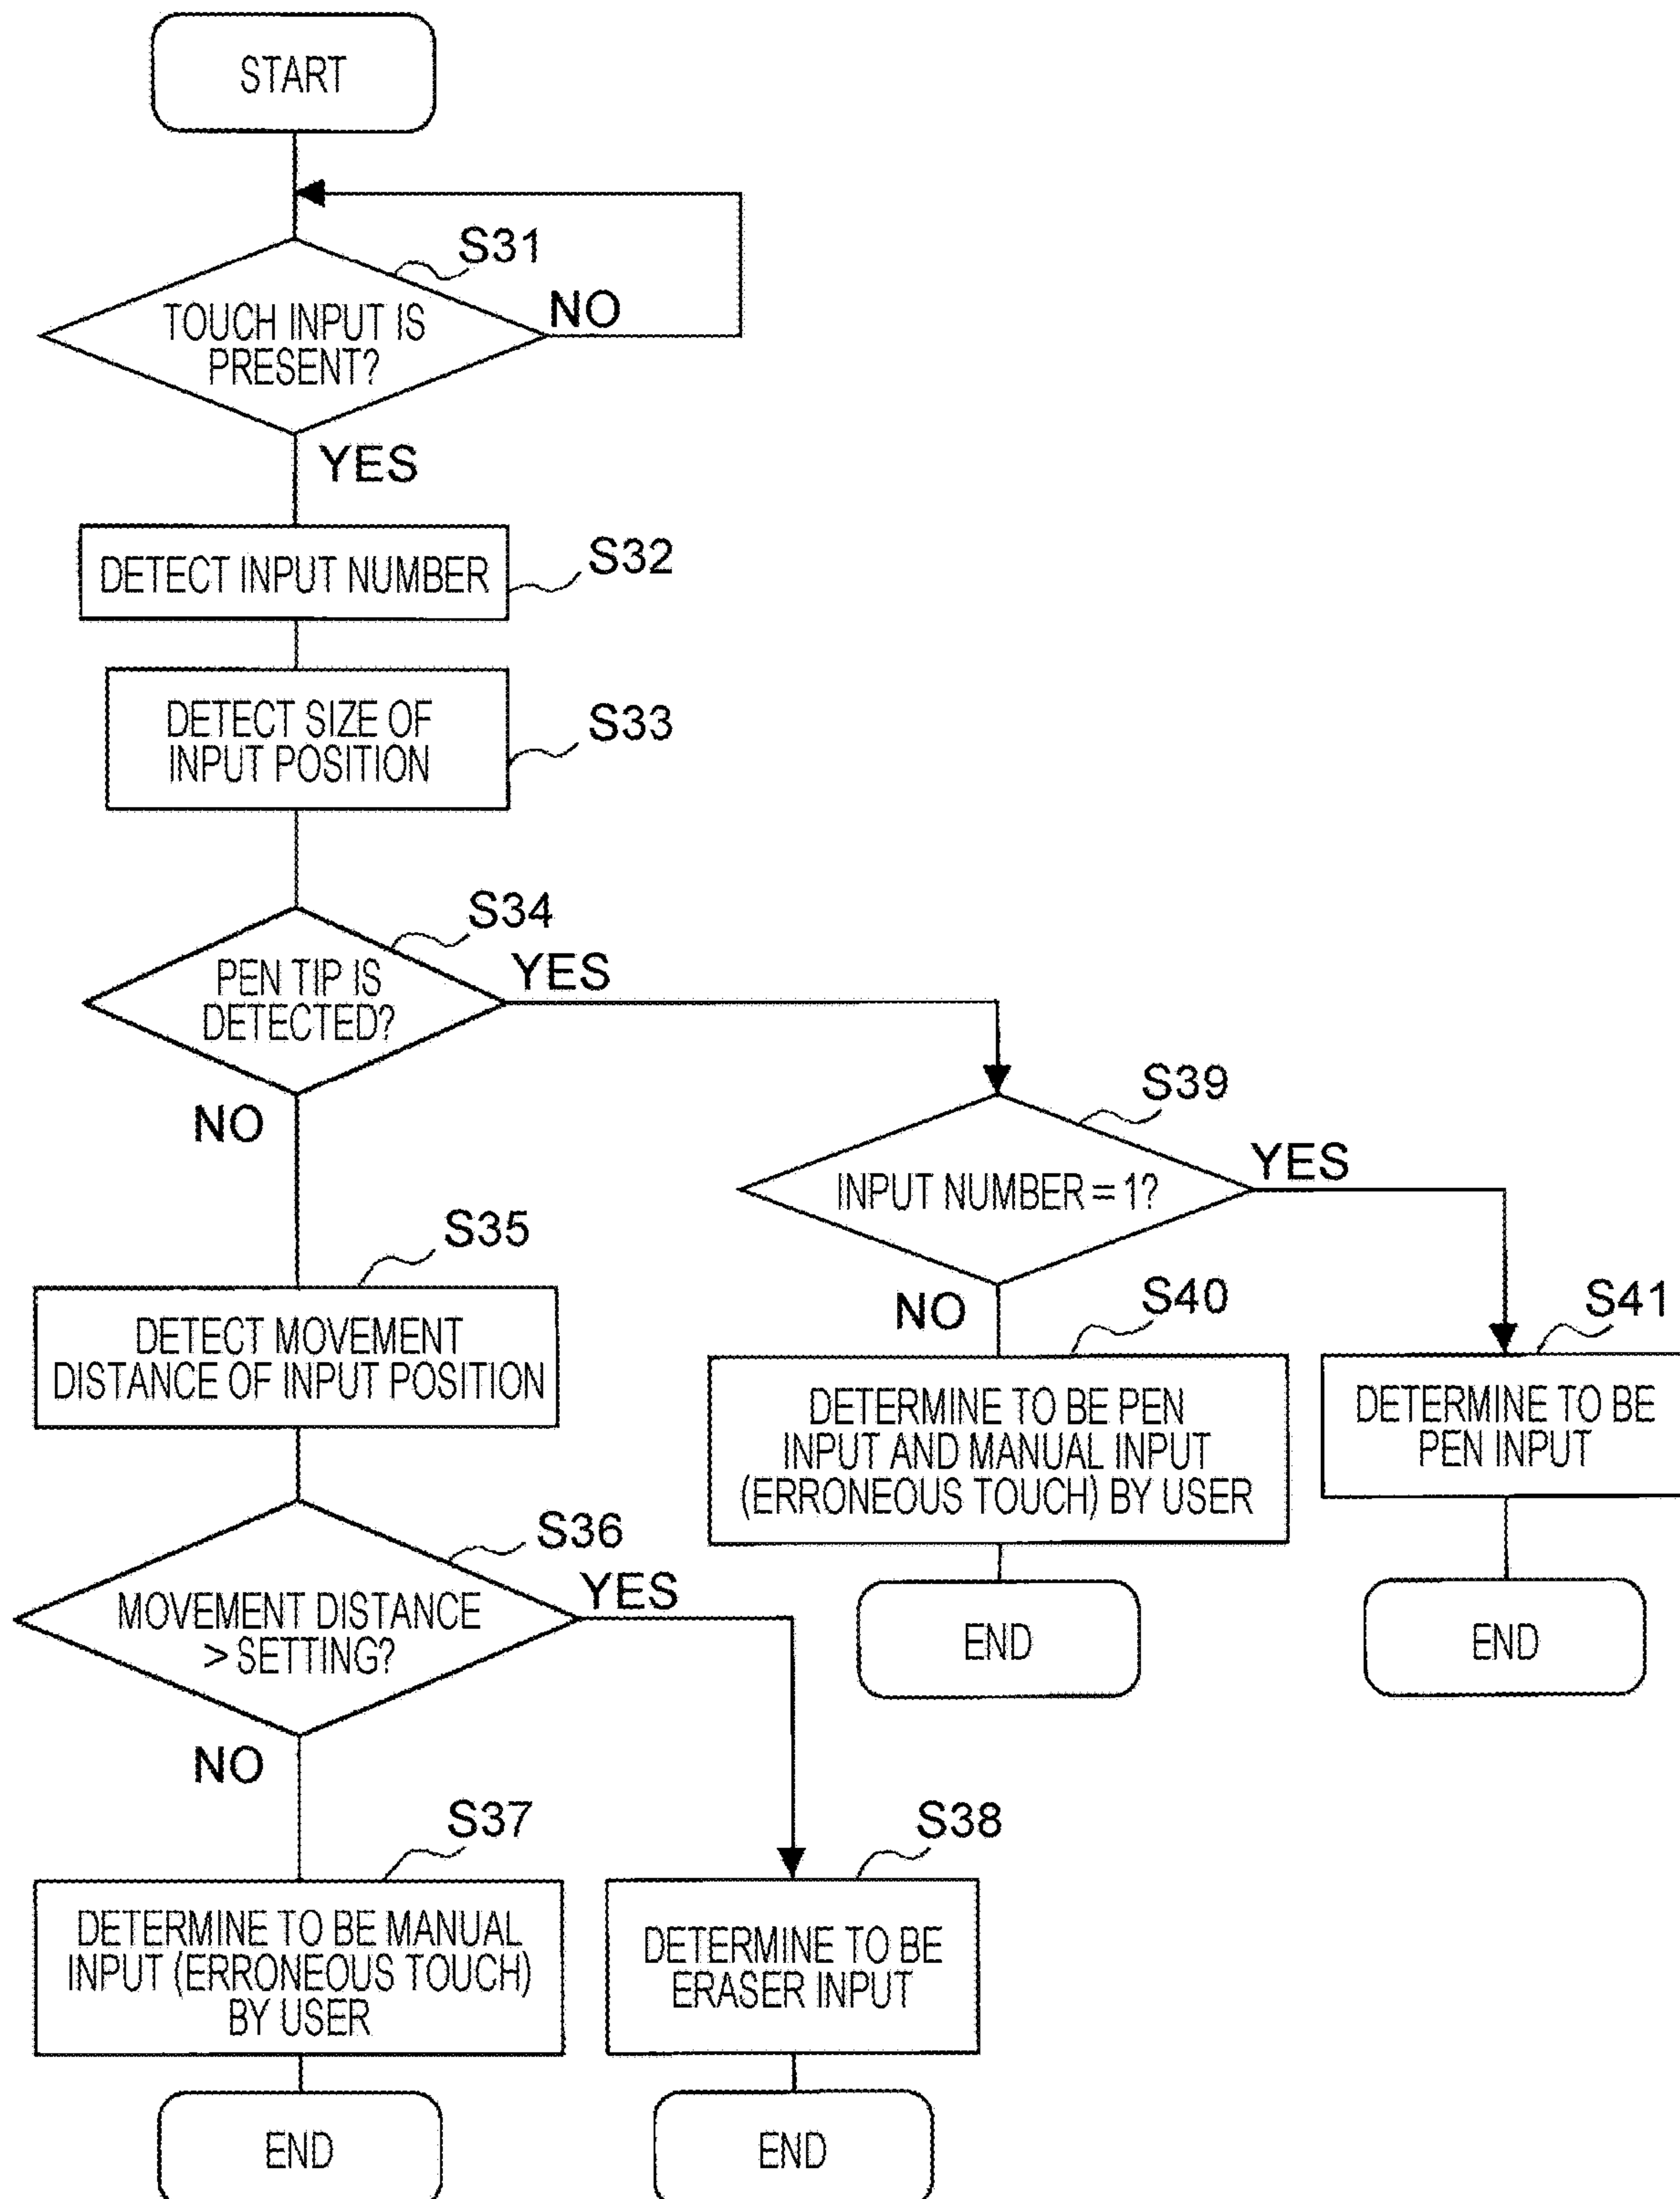 START
S31
TOUCH INPUT IS
PRESENT?
NO
YES
DETECT INPUT NUMBER
S32
DETECT SIZE OF
INPUT POSITION
S33
S34
PEN TIP IS
DETECTED?
YES
NO
S39
INPUT NUMBER = 1?
YES
NO
S35
DETECT MOVEMENT
DISTANCE OF INPUT POSITION
S40
DETERMINE TO BE PEN
INPUT AND MANUAL INPUT
(ERRONEOUS TOUCH) BY USER
END
S41
DETERMINE TO BE
PEN INPUT
END
S36
MOVEMENT DISTANCE
> SETTING?
YES
NO
S37
DETERMINE TO BE MANUAL
INPUT (ERRONEOUS TOUCH)
BY USER
END
S38
DETERMINE TO BE
ERASER INPUT
END